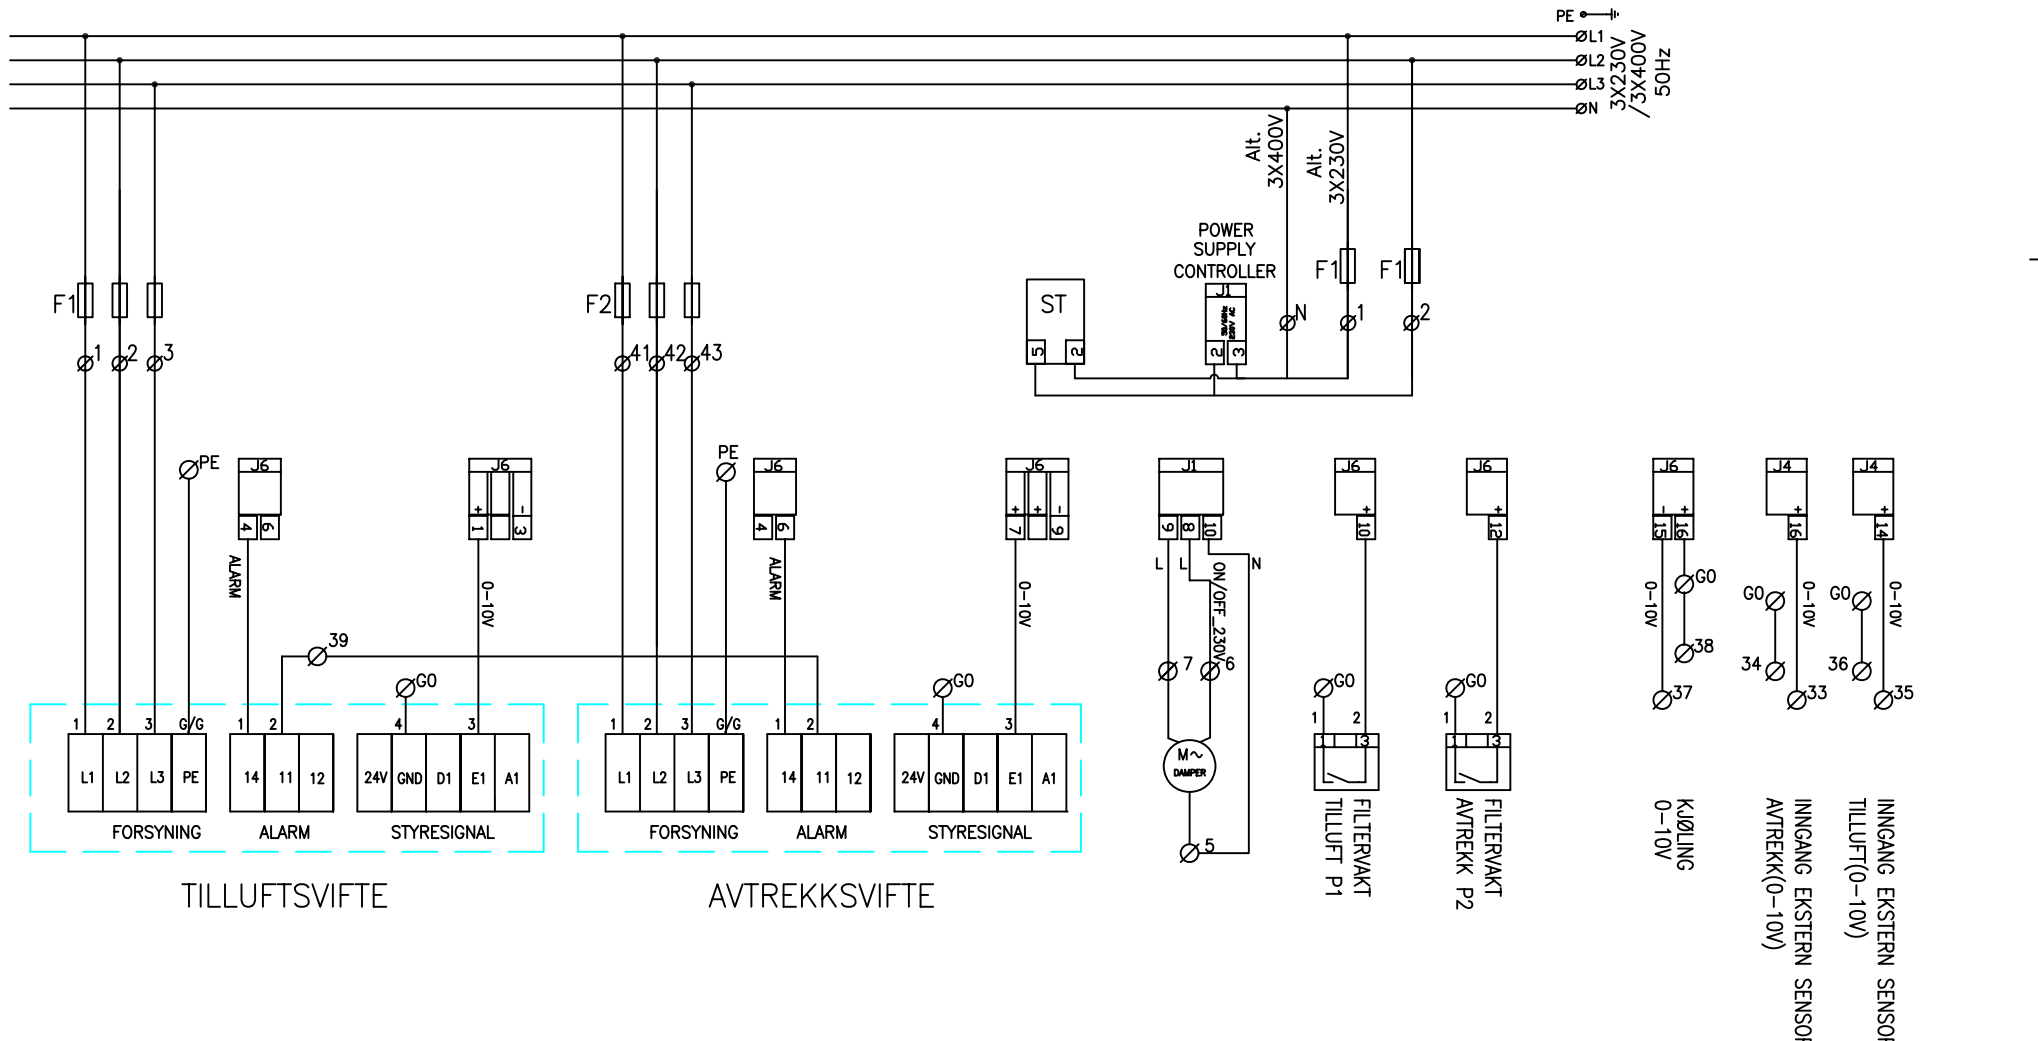 PE
L1
L2
L3
N
3X230V
/3X400V
50Hz
Alt.
3X400V
Alt.
3X230V
POWER
SUPPLY
CONTROLLER
J1
50/60Hz
230V AC
2 3
ST
5 2
N
F1
1
F1
2
F1
1 2 3
F2
41 42 43
PE
J6
4 6
ALARM
J6
+ -
1 3
0-10V
39
PE
J6
4 6
ALARM
J6
+ + -
7 9
0-10V
G0
G0
1 2 3 G/G
L1 L2 L3 PE
FORSYNING
1 2
14 11 12
ALARM
4 3
24V GND D1 E1 A1
STYRESIGNAL
TILLUFTSVIFTE
1 2 3 G/G
L1 L2 L3 PE
FORSYNING
1 2
14 11 12
ALARM
4 3
24V GND D1 E1 A1
STYRESIGNAL
AVTREKKSVIFTE
J1
9 8 10
L L N
ON/OFF_230V
7 6
M~
DAMPER
5
J6
+
10
G0
1 2
1 3
FILTERVAKT
TILLUFT P1
J6
+
12
G0
1 2
1 3
FILTERVAKT
AVTREKK P2
J6
- +
15 16
0-10V
G0
38
37
KJØLING
0-10V
J4
+
16
G0
0-10V
34
33
INNGANG EKSTERN SENSOR
AVTREKK(0-10V)
J4
+
14
G0
0-10V
36
35
INNGANG EKSTERN SENSOR
TILLUFT(0-10V)